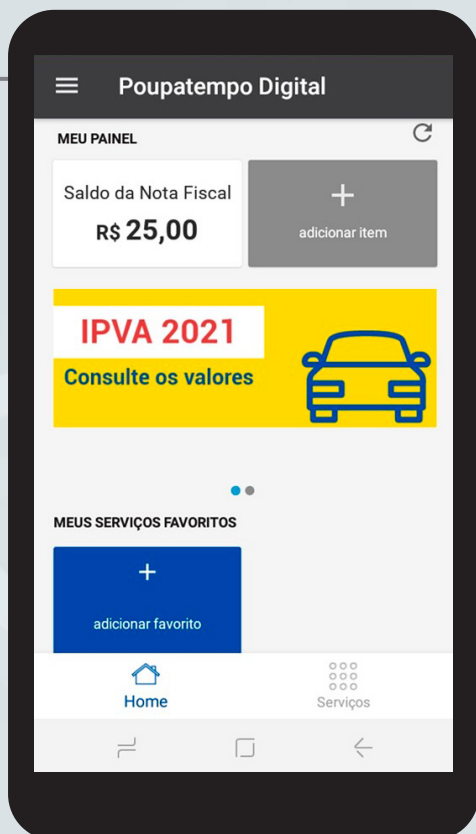 Poupatempo Digital
MEU PAINEL
Saldo da Nota Fiscal
R$ 25,00
adicionar item
IPVA 2021
Consulte os valores
MEUS SERVIÇOS FAVORITOS
adicionar favorito
Home
Serviços